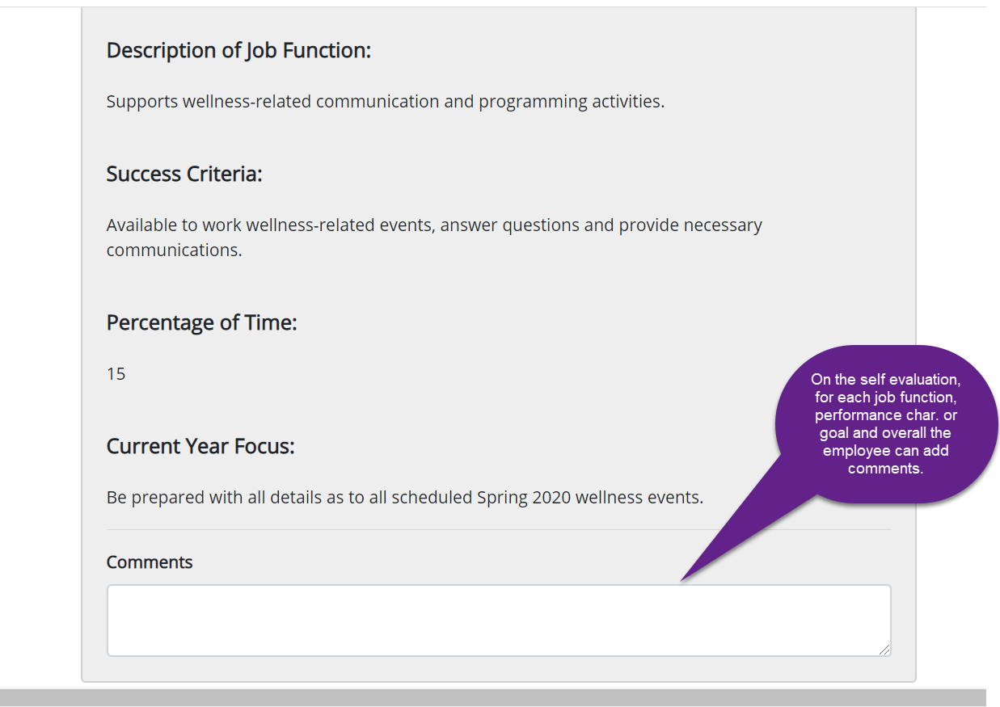 Description of Job Function:
Supports wellness-related communication and programming activities.
Success Criteria:
Available to work wellness-related events, answer questions and provide necessary
communications.
Percentage of Time:
15
On the self evaluation,
for each job function,
performance char. or
goal and overall the
employee can add
comments.
Current Year Focus:
Be prepared with all details as to all scheduled Spring 2020 wellness events.
Comments